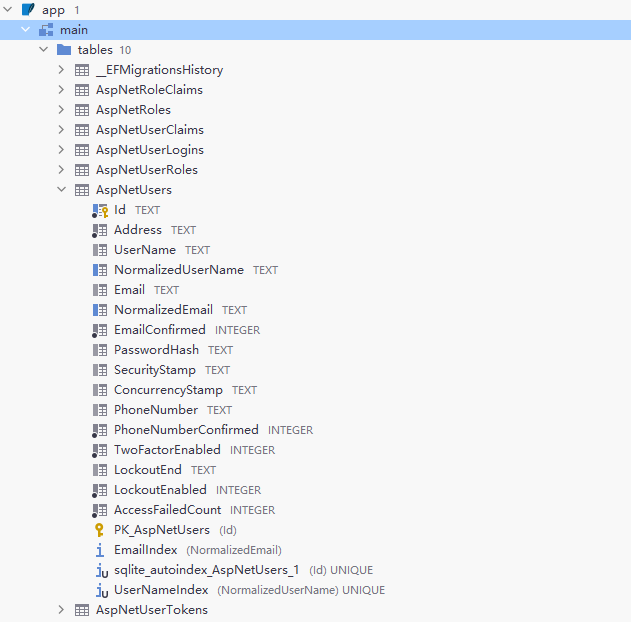 app 1
main
tables 10
__EFMigrationsHistory
AspNetRoleClaims
AspNetRoles
AspNetUserClaims
AspNetUserLogins
AspNetUserRoles
AspNetUsers
Id TEXT
Address TEXT
UserName TEXT
NormalizedUserName TEXT
Email TEXT
NormalizedEmail TEXT
EmailConfirmed INTEGER
PasswordHash TEXT
SecurityStamp TEXT
ConcurrencyStamp TEXT
PhoneNumber TEXT
PhoneNumberConfirmed INTEGER
TwoFactorEnabled INTEGER
LockoutEnd TEXT
LockoutEnabled INTEGER
AccessFailedCount INTEGER
PK_AspNetUsers (Id)
EmailIndex (NormalizedEmail)
sqlite_autoindex_AspNetUsers_1 (Id) UNIQUE
UserNameIndex (NormalizedUserName) UNIQUE
AspNetUserTokens